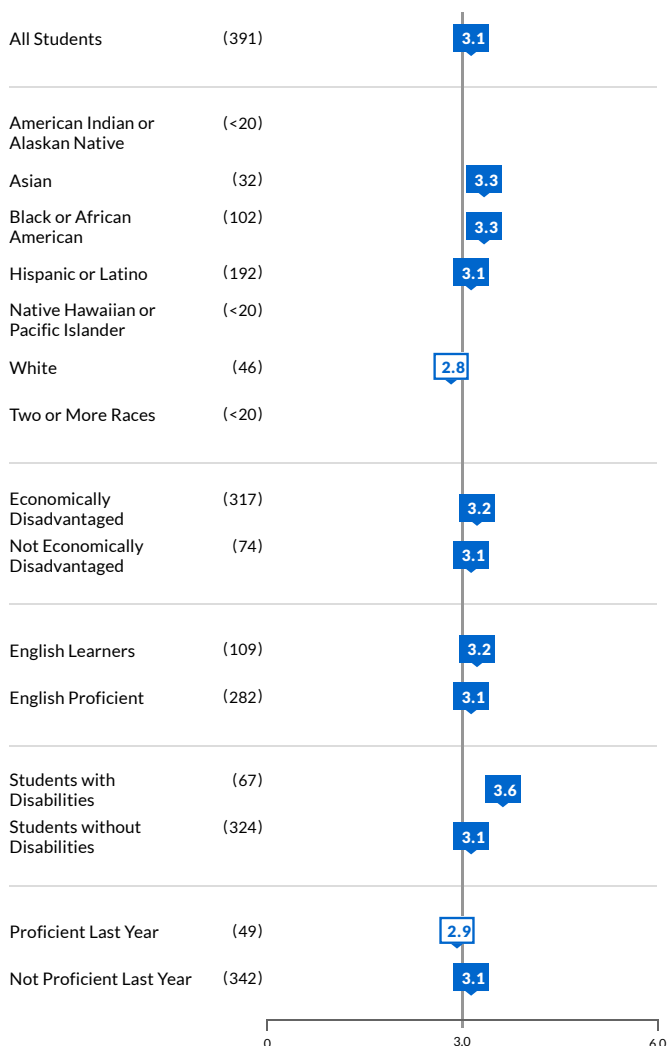 All Students (391) 3.1
American Indian or (<20)
Alaskan Native
Asian (32) 3.3
Black or African (102) 3.3
American
Hispanic or Latino (192) 3.1
Native Hawaiian or (<20)
Pacific Islander
White (46) 2.8
Two or More Races (<20)
Economically (317) 3.2
Disadvantaged
Not Economically (74) 3.1
Disadvantaged
English Learners (109) 3.2
English Proficient (282) 3.1
Students with (67) 3.6
Disabilities
Students without (324) 3.1
Disabilities
Proficient Last Year (49) 2.9
Not Proficient Last Year (342) 3.1
0 3.0 6.0